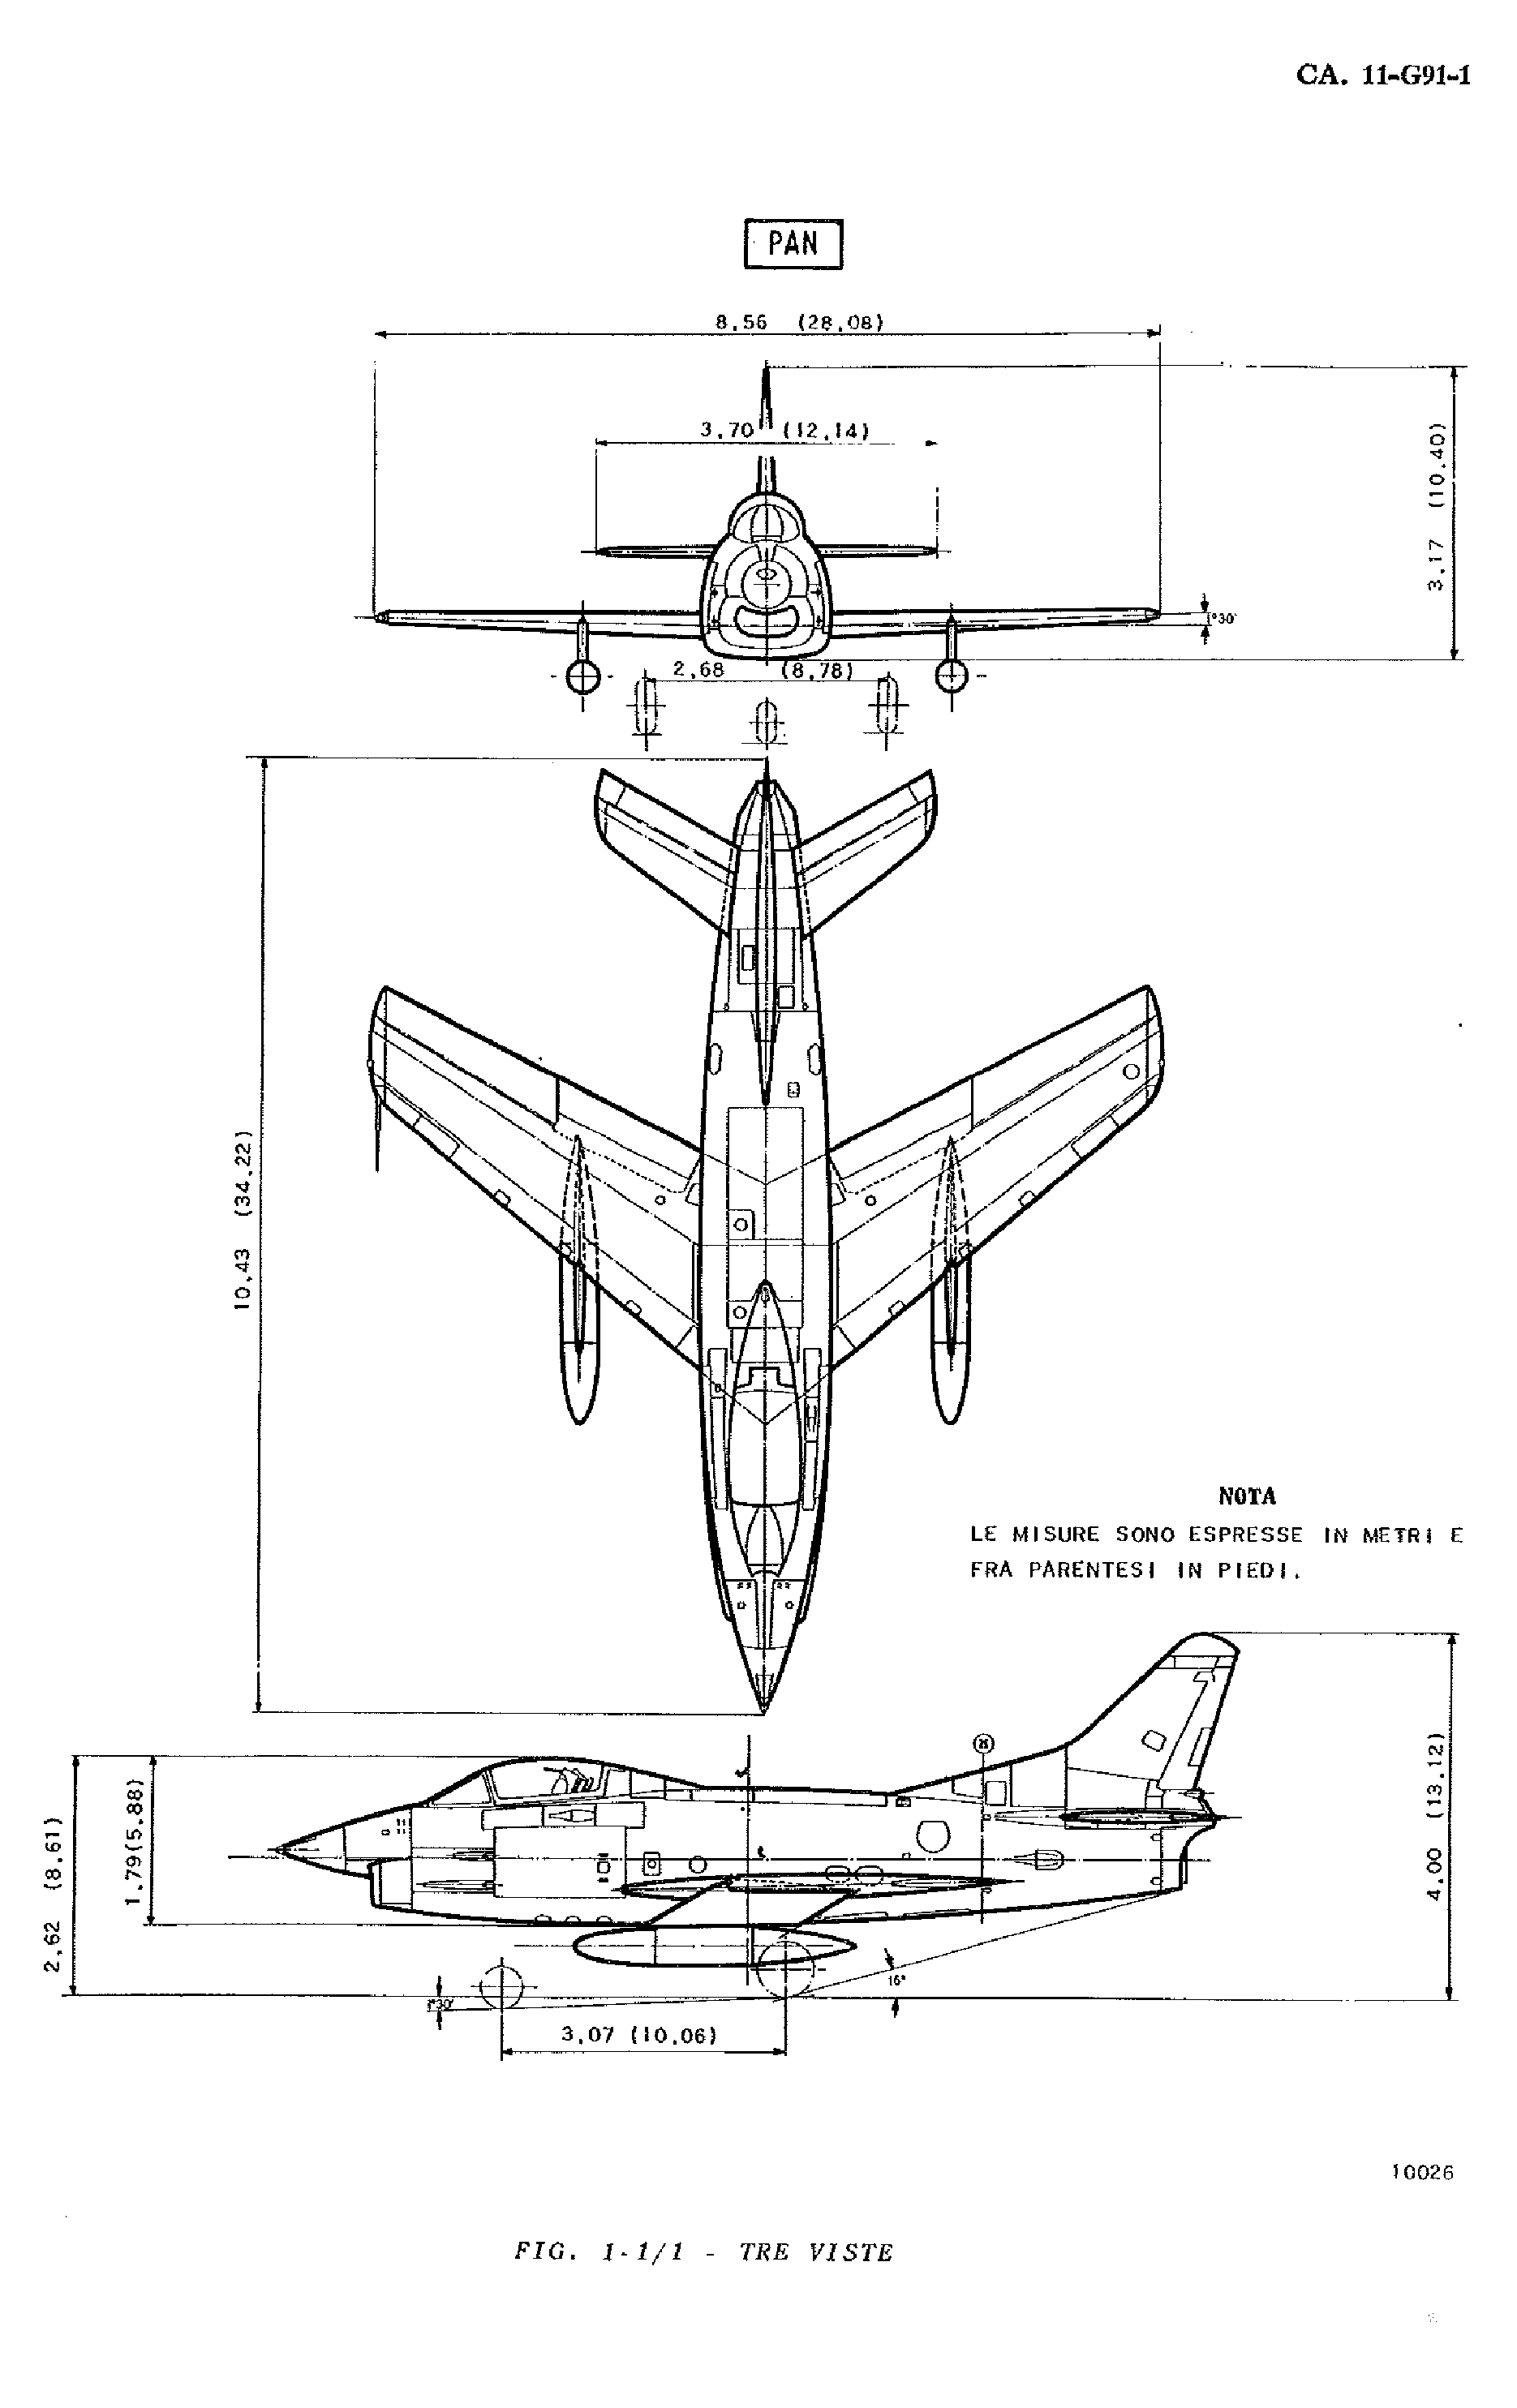 CA. 11-G91-1
PAN
8,56 (28,08)
3,70 (12,14)
3,17 (10,40)
1°30'
2,68 (8,78)
10,43 (34,22)
NOTA
LE MISURE SONO ESPRESSE IN METRI E
FRA PARENTESI IN PIEDI.
2,62 (8,61)
1,79(5,88)
4,00 (13,12)
16°
1°30'
3,07 (10,06)
10026
FIG. 1-1/1 - TRE VISTE